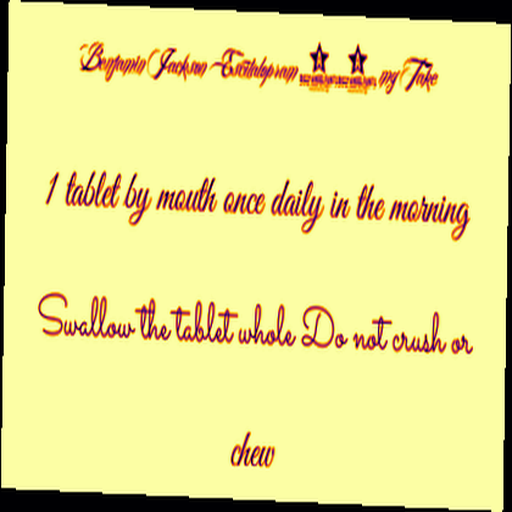 Benjamin Jackson Escitalopram my Take
1 tablet by mouth once daily in the morning
Swallow the tablet whole Do not crush or
chew